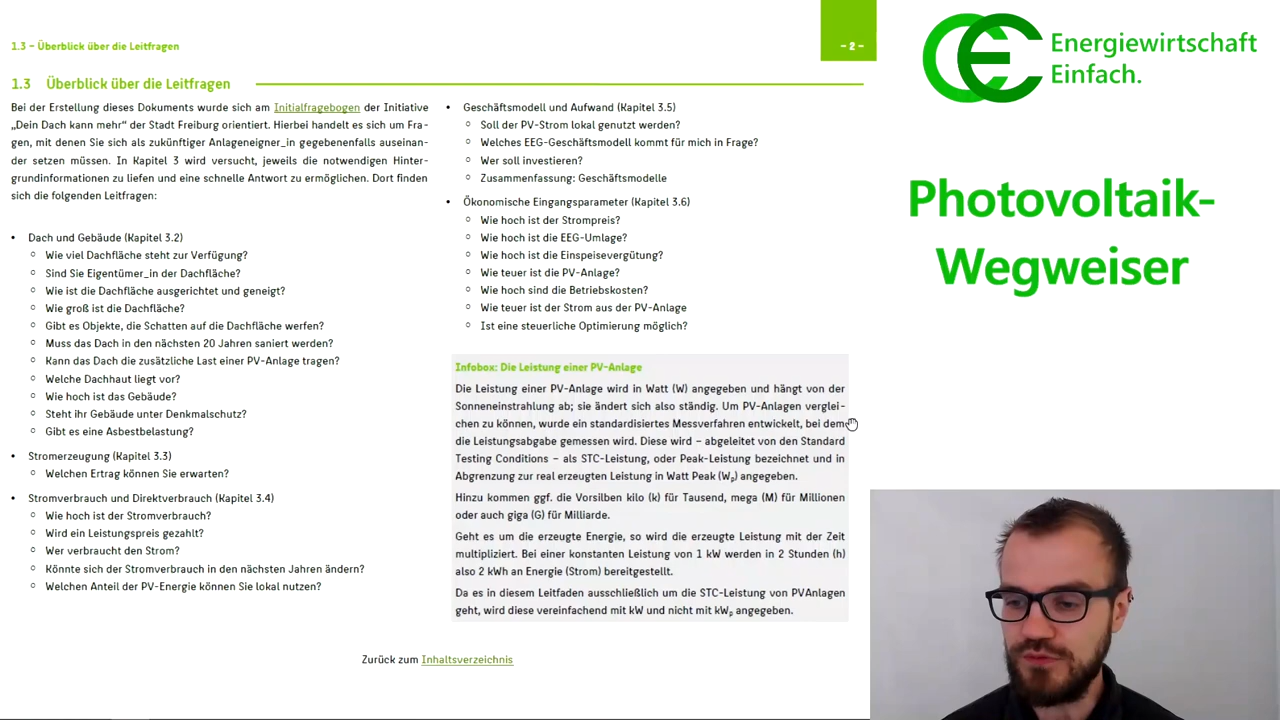 1.3 – Überblick über die Leitfragen
– 2 –
1.3 Überblick über die Leitfragen
Bei der Erstellung dieses Dokuments wurde sich am Initialfragebogen der Initiative
„Dein Dach kann mehr“ der Stadt Freiburg orientiert. Hierbei handelt es sich um Fra-
gen, mit denen Sie sich als zukünftiger Anlageneigner_in gegebenenfalls auseinan-
der setzen müssen. In Kapitel 3 wird versucht, jeweils die notwendigen Hinter-
grundinformationen zu liefen und eine schnelle Antwort zu ermöglichen. Dort finden
sich die folgenden Leitfragen:
• Dach und Gebäude (Kapitel 3.2)
○ Wie viel Dachfläche steht zur Verfügung?
○ Sind Sie Eigentümer_in der Dachfläche?
○ Wie ist die Dachfläche ausgerichtet und geneigt?
○ Wie groß ist die Dachfläche?
○ Gibt es Objekte, die Schatten auf die Dachfläche werfen?
○ Muss das Dach in den nächsten 20 Jahren saniert werden?
○ Kann das Dach die zusätzliche Last einer PV-Anlage tragen?
○ Welche Dachhaut liegt vor?
○ Wie hoch ist das Gebäude?
○ Steht ihr Gebäude unter Denkmalschutz?
○ Gibt es eine Asbestbelastung?
• Stromerzeugung (Kapitel 3.3)
○ Welchen Ertrag können Sie erwarten?
• Stromverbrauch und Direktverbrauch (Kapitel 3.4)
○ Wie hoch ist der Stromverbrauch?
○ Wird ein Leistungspreis gezahlt?
○ Wer verbraucht den Strom?
○ Könnte sich der Stromverbrauch in den nächsten Jahren ändern?
○ Welchen Anteil der PV-Energie können Sie lokal nutzen?
• Geschäftsmodell und Aufwand (Kapitel 3.5)
○ Soll der PV-Strom lokal genutzt werden?
○ Welches EEG-Geschäftsmodell kommt für mich in Frage?
○ Wer soll investieren?
○ Zusammenfassung: Geschäftsmodelle
• Ökonomische Eingangsparameter (Kapitel 3.6)
○ Wie hoch ist der Strompreis?
○ Wie hoch ist die EEG-Umlage?
○ Wie hoch ist die Einspeisevergütung?
○ Wie teuer ist die PV-Anlage?
○ Wie hoch sind die Betriebskosten?
○ Wie teuer ist der Strom aus der PV-Anlage
○ Ist eine steuerliche Optimierung möglich?
Infobox: Die Leistung einer PV-Anlage
Die Leistung einer PV-Anlage wird in Watt (W) angegeben und hängt von der
Sonneneinstrahlung ab; sie ändert sich also ständig. Um PV-Anlagen verglei-
chen zu können, wurde ein standardisiertes Messverfahren entwickelt, bei dem
die Leistungsabgabe gemessen wird. Diese wird – abgeleitet von den Standard
Testing Conditions – als STC-Leistung, oder Peak-Leistung bezeichnet und in
Abgrenzung zur real erzeugten Leistung in Watt Peak (Wp) angegeben.
Hinzu kommen ggf. die Vorsilben kilo (k) für Tausend, mega (M) für Millionen
oder auch giga (G) für Milliarde.
Geht es um die erzeugte Energie, so wird die erzeugte Leistung mit der Zeit
multipliziert. Bei einer konstanten Leistung von 1 kW werden in 2 Stunden (h)
also 2 kWh an Energie (Strom) bereitgestellt.
Da es in diesem Leitfaden ausschließlich um die STC-Leistung von PVAnlagen
geht, wird diese vereinfachend mit kW und nicht mit kWp angegeben.
Zurück zum Inhaltsverzeichnis
Energiewirtschaft
Einfach.
Photovoltaik-
Wegweiser